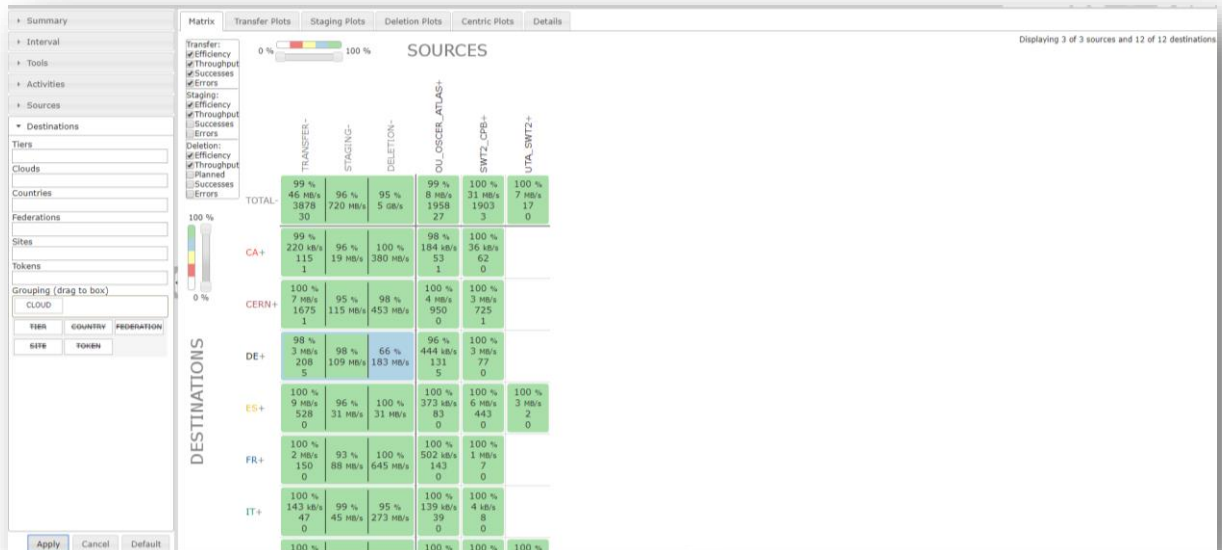 Summary
Interval
Tools
Activities
Sources
Destinations
Tiers
Clouds
Countries
Federations
Sites
Tokens
Grouping (drag to box)
CLOUD
TIER COUNTRY FEDERATION
SITE TOKEN
Apply Cancel Default
Matrix Transfer Plots Staging Plots Deletion Plots Centric Plots Details
Displaying 3 of 3 sources and 12 of 12 destinations
Transfer:
Efficiency
Throughput
Successes
Errors
Staging:
Efficiency
Throughput
Successes
Errors
Deletion:
Efficiency
Throughput
Planned
Successes
Errors
0 % 100 %
SOURCES
TRANSFER-
STAGING-
DELETION-
OU_OSCER_ATLAS+
SWT2_CPB+
UTA_SWT2+
100 %
0 %
DESTINATIONS
TOTAL-
99 % 99 % 100 % 100 %
46 MB/s 96 % 95 % 8 MB/s 31 MB/s 7 MB/s
3878 720 MB/s 5 GB/s 1958 1903 17
30 27 3 0
CA+
99 % 98 % 100 %
220 kB/s 96 % 100 % 184 kB/s 36 kB/s
115 19 MB/s 380 MB/s 53 62
1 1 0
CERN+
100 % 100 % 100 %
7 MB/s 95 % 98 % 4 MB/s 3 MB/s
1675 115 MB/s 453 MB/s 950 725
1 0 1
DE+
98 % 96 % 100 %
3 MB/s 98 % 66 % 444 kB/s 3 MB/s
208 109 MB/s 183 MB/s 131 77
5 5 0
ES+
100 % 100 % 100 % 100 %
9 MB/s 96 % 100 % 373 kB/s 6 MB/s 3 MB/s
528 31 MB/s 31 MB/s 83 443 2
0 0 0 0
FR+
100 % 100 % 100 %
2 MB/s 93 % 100 % 502 kB/s 1 MB/s
150 88 MB/s 645 MB/s 143 7
0 0 0
IT+
100 % 100 % 100 %
143 kB/s 99 % 95 % 139 kB/s 4 kB/s
47 45 MB/s 273 MB/s 39 8
0 0 0
100 % 100 % 100 % 100 %